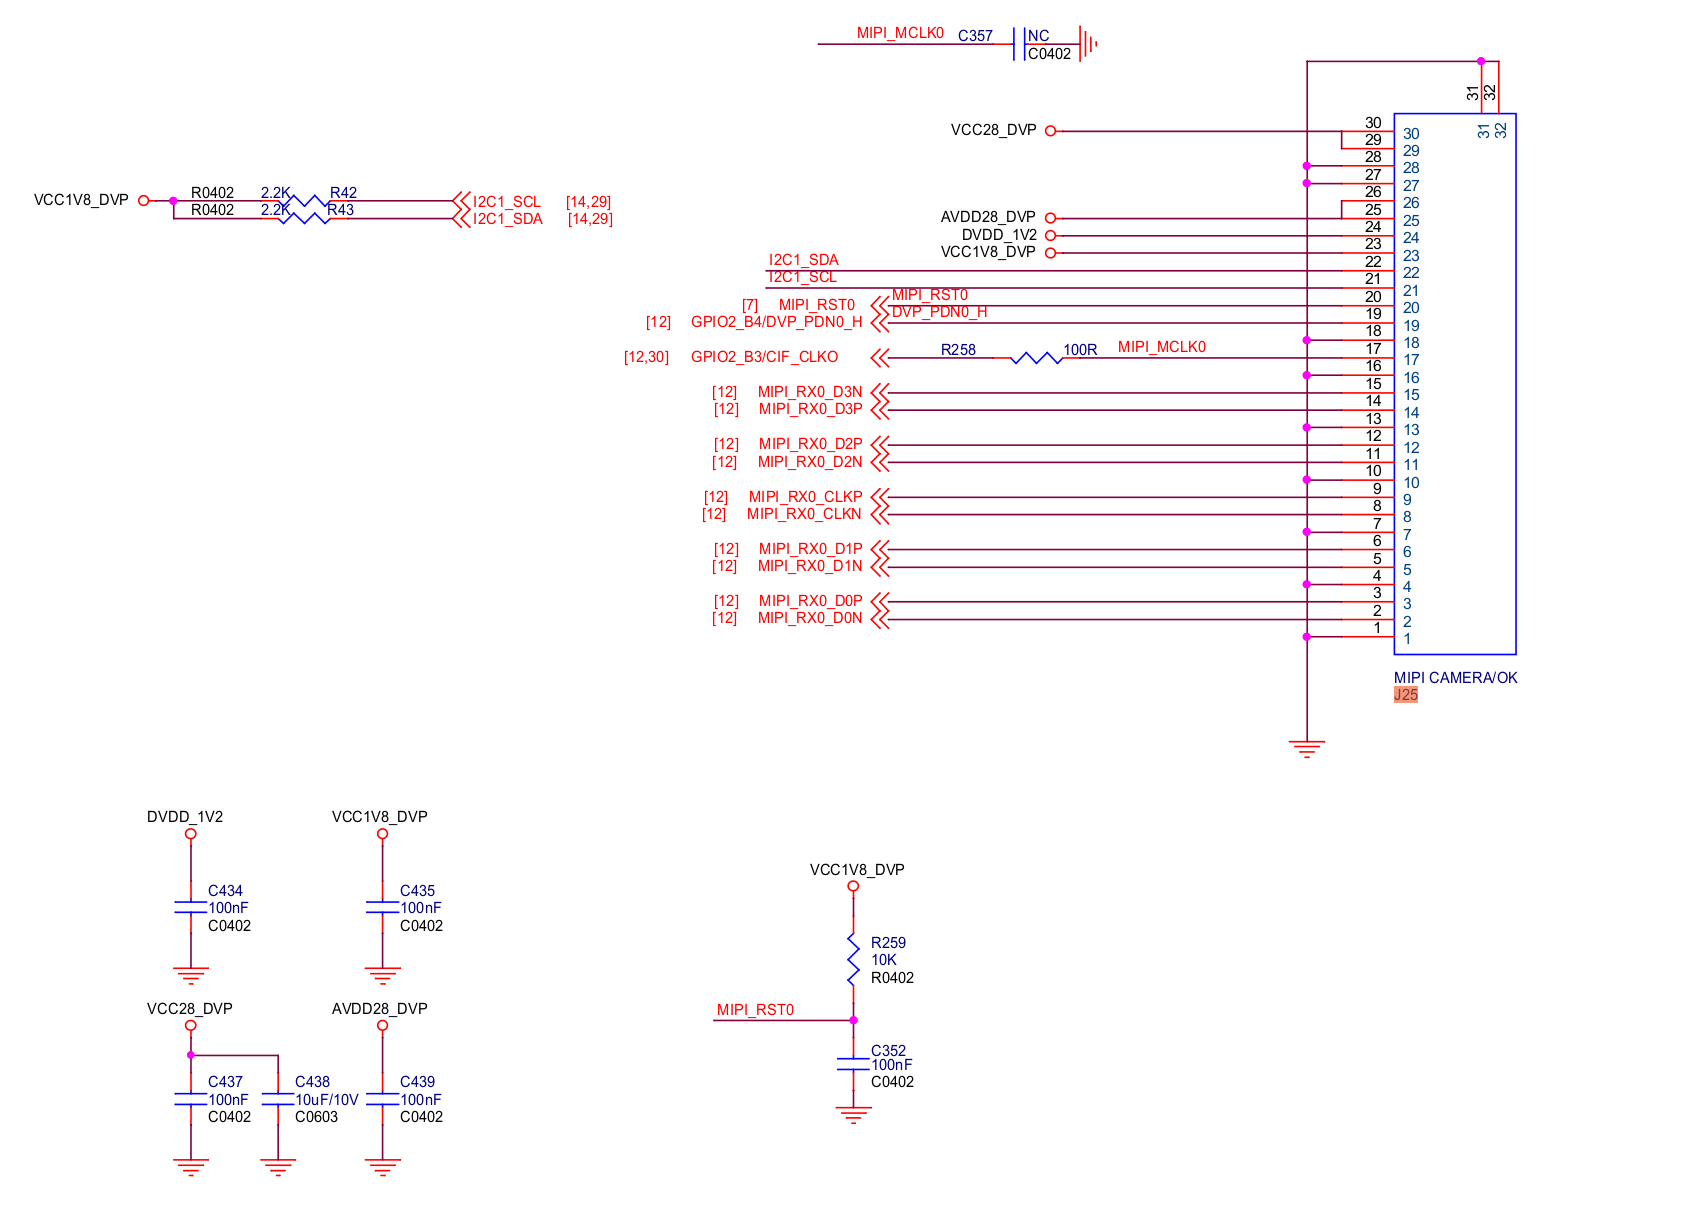 MIPI_MCLK0 C357 NC
C0402
31 32
VCC28_DVP 30 30 31 32
29 29
28 28
27 27
26 26
AVDD28_DVP 25 25
DVDD_1V2 24 24
VCC1V8_DVP 23 23
I2C1_SDA 22 22
I2C1_SCL 21 21
[7] MIPI_RST0 MIPI_RST0 20 20
[12] GPIO2_B4/DVP_PDN0_H DVP_PDN0_H 19 19
18 18
[12,30] GPIO2_B3/CIF_CLKO R258 100R MIPI_MCLK0 17 17
16 16
[12] MIPI_RX0_D3N 15 15
[12] MIPI_RX0_D3P 14 14
13 13
[12] MIPI_RX0_D2P 12 12
[12] MIPI_RX0_D2N 11 11
10 10
[12] MIPI_RX0_CLKP 9 9
[12] MIPI_RX0_CLKN 8 8
7 7
[12] MIPI_RX0_D1P 6 6
[12] MIPI_RX0_D1N 5 5
4 4
[12] MIPI_RX0_D0P 3 3
[12] MIPI_RX0_D0N 2 2
1 1
MIPI CAMERA/OK
J25
VCC1V8_DVP R0402 2.2K R42 I2C1_SCL [14,29]
R0402 2.2K R43 I2C1_SDA [14,29]
DVDD_1V2
C434
100nF
C0402
VCC1V8_DVP
C435
100nF
C0402
VCC28_DVP
C437
100nF
C0402
C438
10uF/10V
C0603
AVDD28_DVP
C439
100nF
C0402
VCC1V8_DVP
R259
10K
R0402
MIPI_RST0
C352
100nF
C0402